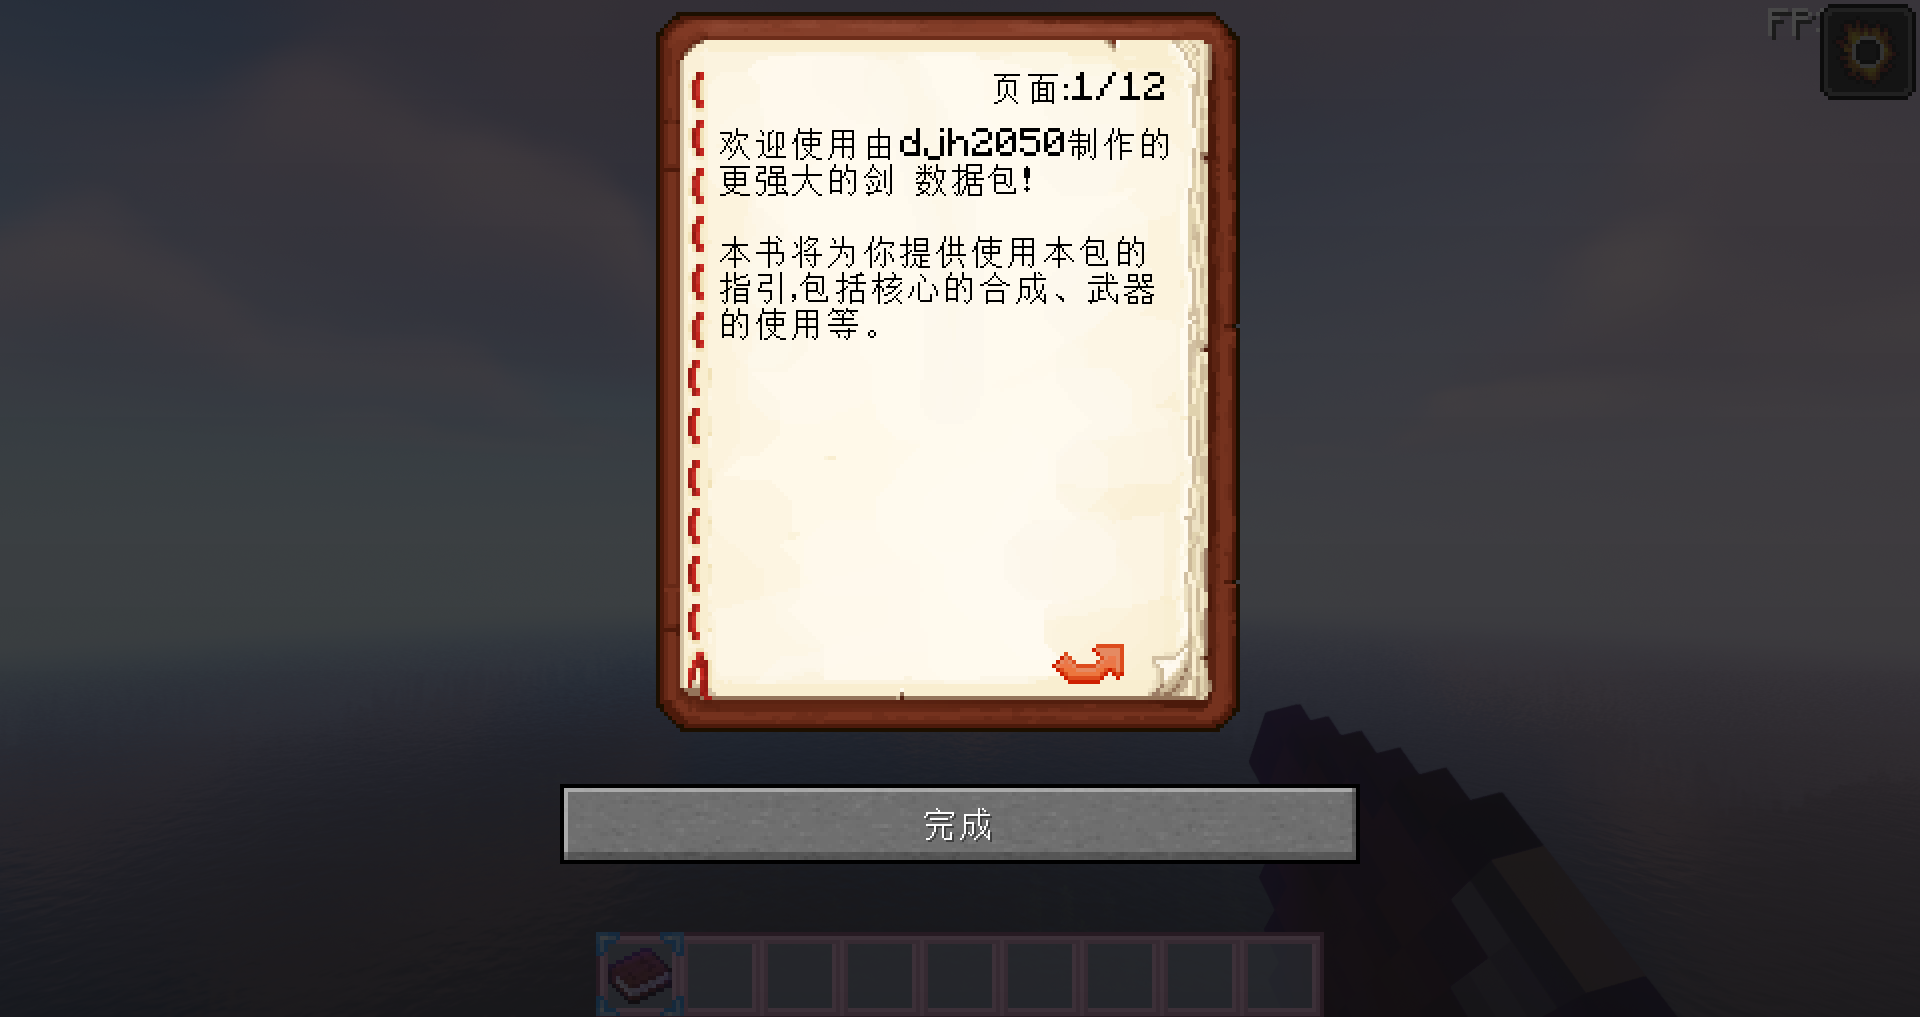 FP
页面:1/12
欢迎使用由djh2050制作的
更强大的剑 数据包!
本书将为你提供使用本包的
指引,包括核心的合成、武器
的使用等。
完成